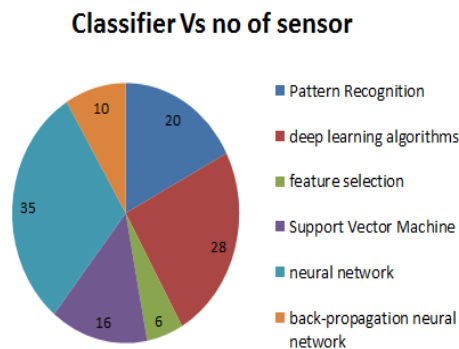 Classifier Vs no of sensor
10
20
35
28
16
6
Pattern Recognition
deep learning algorithms
feature selection
Support Vector Machine
neural network
back-propagation neural
network